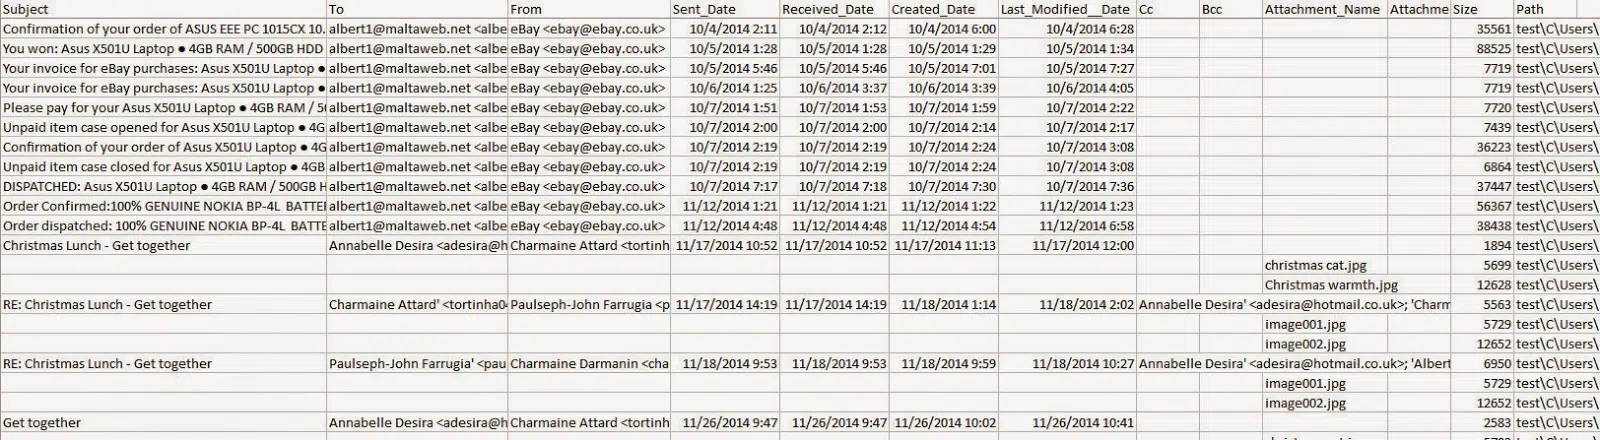 Subject To From Sent_Date Received_Date Created_Date Last_Modified__Date Cc Bcc Attachment_Name Attachme Size Path
Confirmation of your order of ASUS EEE PC 1015CX 10. albert1@maltaweb.net <albe eBay <ebay@ebay.co.uk> 10/4/2014 2:11 10/4/2014 2:12 10/4/2014 6:00 10/4/2014 6:28 35561 test\C\Users\
You won: Asus X501U Laptop ● 4GB RAM / 500GB HDD albert1@maltaweb.net <albe eBay <ebay@ebay.co.uk> 10/5/2014 1:28 10/5/2014 1:28 10/5/2014 1:29 10/5/2014 1:34 88525 test\C\Users\
Your invoice for eBay purchases: Asus X501U Laptop ● albert1@maltaweb.net <albe eBay <ebay@ebay.co.uk> 10/5/2014 5:46 10/5/2014 5:46 10/5/2014 7:01 10/5/2014 7:27 7719 test\C\Users\
Your invoice for eBay purchases: Asus X501U Laptop ● albert1@maltaweb.net <albe eBay <ebay@ebay.co.uk> 10/6/2014 1:25 10/6/2014 3:37 10/6/2014 3:39 10/6/2014 4:05 7719 test\C\Users\
Please pay for your Asus X501U Laptop ● 4GB RAM / 50 albert1@maltaweb.net <albe eBay <ebay@ebay.co.uk> 10/7/2014 1:51 10/7/2014 1:53 10/7/2014 1:59 10/7/2014 2:22 7720 test\C\Users\
Unpaid item case opened for Asus X501U Laptop ● 4G albert1@maltaweb.net <albe eBay <ebay@ebay.co.uk> 10/7/2014 2:00 10/7/2014 2:00 10/7/2014 2:14 10/7/2014 2:17 7439 test\C\Users\
Confirmation of your order of Asus X501U Laptop ● 4G albert1@maltaweb.net <albe eBay <ebay@ebay.co.uk> 10/7/2014 2:19 10/7/2014 2:19 10/7/2014 2:24 10/7/2014 3:08 36223 test\C\Users\
Unpaid item case closed for Asus X501U Laptop ● 4GB albert1@maltaweb.net <albe eBay <ebay@ebay.co.uk> 10/7/2014 2:19 10/7/2014 2:19 10/7/2014 2:24 10/7/2014 3:08 6864 test\C\Users\
DISPATCHED: Asus X501U Laptop ● 4GB RAM / 500GB H albert1@maltaweb.net <albe eBay <ebay@ebay.co.uk> 10/7/2014 7:17 10/7/2014 7:18 10/7/2014 7:30 10/7/2014 7:36 37447 test\C\Users\
Order Confirmed:100% GENUINE NOKIA BP-4L BATTE albert1@maltaweb.net <albe eBay <ebay@ebay.co.uk> 11/12/2014 1:21 11/12/2014 1:21 11/12/2014 1:22 11/12/2014 1:23 56367 test\C\Users\
Order dispatched: 100% GENUINE NOKIA BP-4L BATTE albert1@maltaweb.net <albe eBay <ebay@ebay.co.uk> 11/12/2014 4:48 11/12/2014 4:48 11/12/2014 4:54 11/12/2014 6:58 38438 test\C\Users\
Christmas Lunch - Get together Annabelle Desira <adesira@h Charmaine Attard <tortinh 11/17/2014 10:52 11/17/2014 10:52 11/17/2014 11:13 11/17/2014 12:00 1894 test\C\Users\
christmas cat.jpg 5699 test\C\Users\
Christmas warmth.jpg 12628 test\C\Users\
RE: Christmas Lunch - Get together Charmaine Attard' <tortinha04 Paulseph-John Farrugia <p 11/17/2014 14:19 11/17/2014 14:19 11/18/2014 1:14 11/18/2014 2:02 Annabelle Desira' <adesira@hotmail.co.uk>; 'Charm 5563 test\C\Users\
image001.jpg 5729 test\C\Users\
image002.jpg 12652 test\C\Users\
RE: Christmas Lunch - Get together Paulseph-John Farrugia' <pau Charmaine Darmanin <cha 11/18/2014 9:53 11/18/2014 9:53 11/18/2014 9:59 11/18/2014 10:27 Annabelle Desira' <adesira@hotmail.co.uk>; 'Albert 6950 test\C\Users\
image001.jpg 5729 test\C\Users\
image002.jpg 12652 test\C\Users\
Get together Annabelle Desira <adesira@h Charmaine Attard <tortinh 11/26/2014 9:47 11/26/2014 9:47 11/26/2014 10:02 11/26/2014 10:41 2583 test\C\Users\